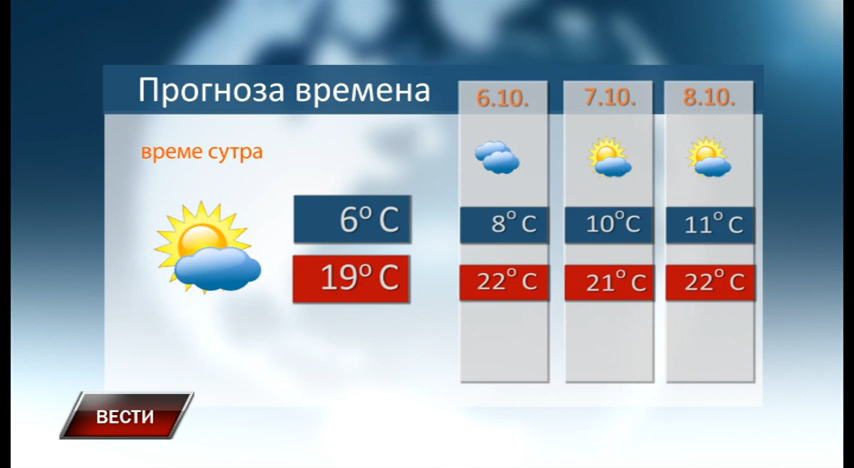 Прогноза времена
време сутра
6° C
19° C
6.10.
8° C
22° C
7.10.
10°C
21° C
8.10.
11° C
22° C
ВЕСТИ